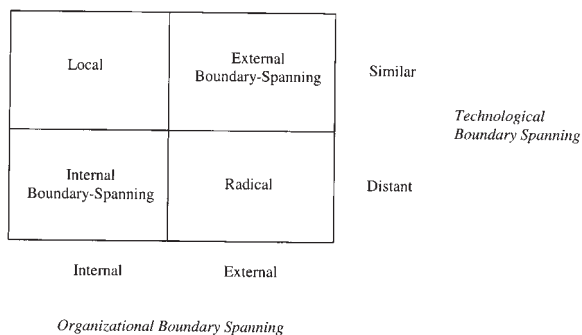 Local
External
Boundary-Spanning
Similar
Technological
Boundary Spanning
Internal
Boundary-Spanning
Radical
Distant
Internal
External
Organizational Boundary Spanning